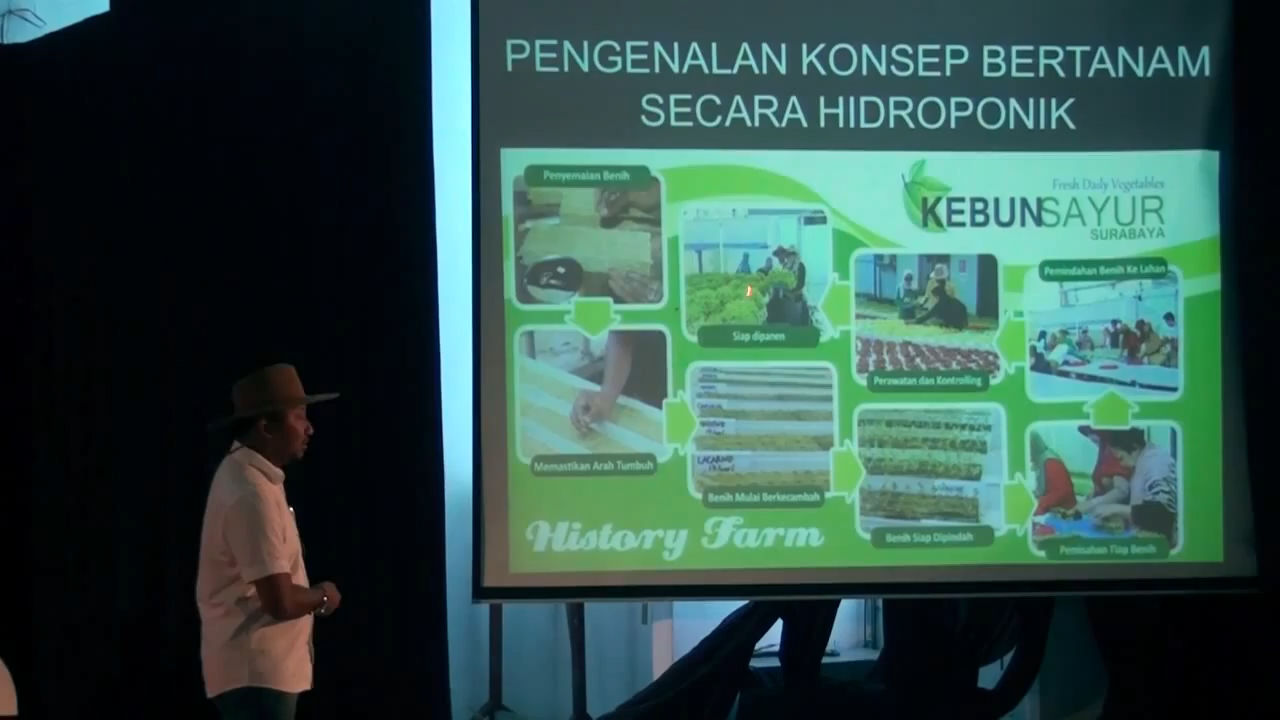 PENGENALAN KONSEP BERTANAM
SECARA HIDROPONIK
Penyemaian Benih
Fresh Daily Vegetables
KEBUNSAYUR
SURABAYA
Pemindahan Benih Ke Lahan
Siap dipanen
Perawatan dan Kontrolling
Memastikan Arah Tumbuh
Benih Mulai Berkecambah
Benih Siap Dipindah
Pemisahan Tiap Benih
History Farm